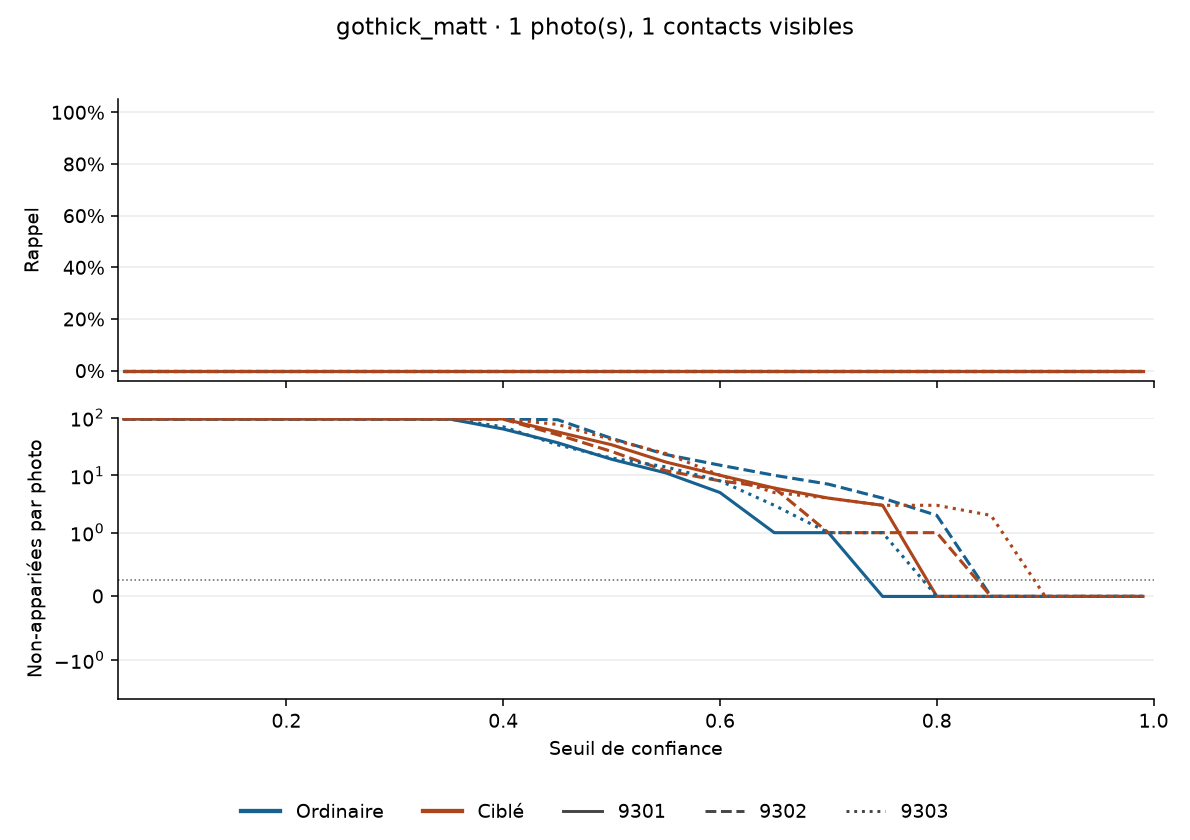 gothick_matt · 1 photo(s), 1 contacts visibles
100%
80%
60%
40%
20%
0%
Rappel
10²
10¹
10⁰
0
−10⁰
Non-appariées par photo
0.2 0.4 0.6 0.8 1.0
Seuil de confiance
Ordinaire Ciblé 9301 9302 9303